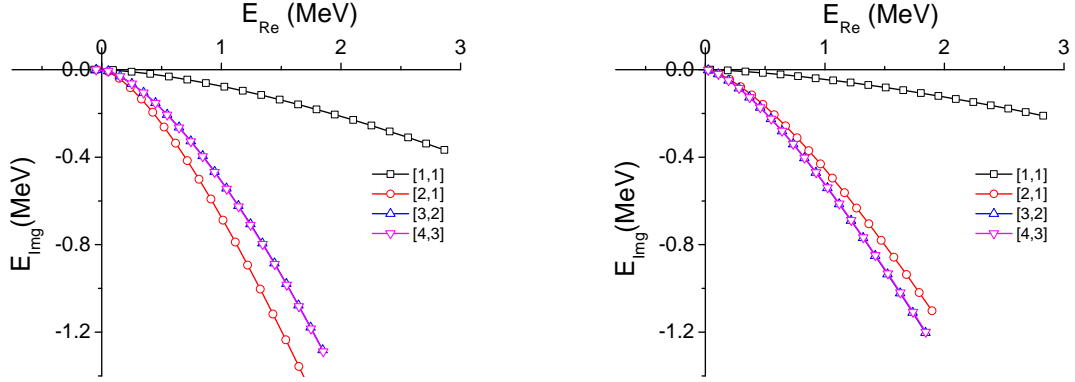 E_Re (MeV)
0 1 2 3
0.0
-0.4
-0.8
-1.2
E_Img(MeV)
[1,1]
[2,1]
[3,2]
[4,3]
E_Re (MeV)
0 1 2 3
0.0
-0.4
-0.8
-1.2
E_Img(MeV)
[1,1]
[2,1]
[3,2]
[4,3]